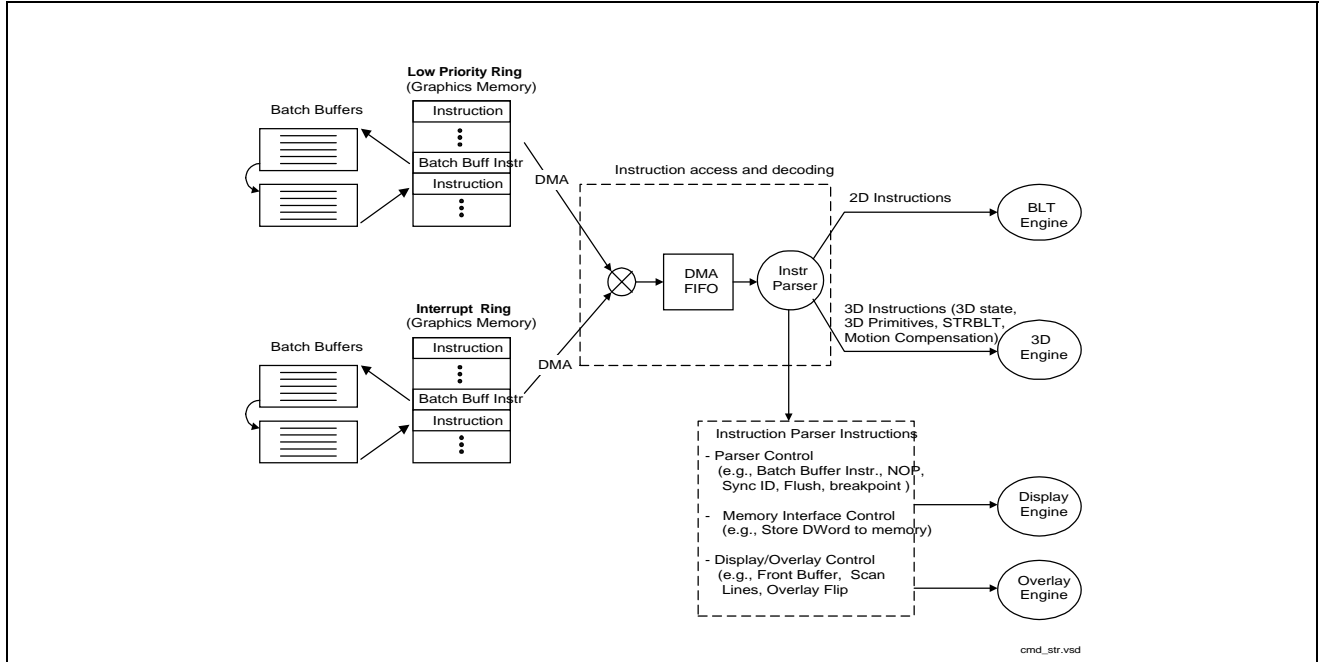 Low Priority Ring
(Graphics Memory)
Batch Buffers
Instruction
Batch Buff Instr
Instruction
DMA
Instruction access and decoding
2D Instructions
BLT
Engine
DMA
FIFO
Instr
Parser
Interrupt Ring
(Graphics Memory)
Batch Buffers
Instruction
Batch Buff Instr
Instruction
DMA
3D Instructions (3D state,
3D Primitives, STRBLT,
Motion Compensation)
3D
Engine
Instruction Parser Instructions
- Parser Control
(e.g., Batch Buffer Instr., NOP,
Sync ID, Flush, breakpoint )
- Memory Interface Control
(e.g., Store DWord to memory)
- Display/Overlay Control
(e.g., Front Buffer, Scan
Lines, Overlay Flip
Display
Engine
Overlay
Engine
cmd_str.vsd